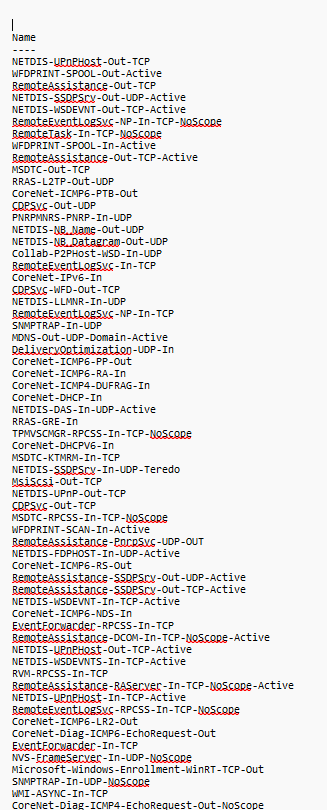 Name
----
NETDIS-UPnPHost-Out-TCP
WFDPRINT-SPOOL-Out-Active
RemoteAssistance-Out-TCP
NETDIS-SSDPSrv-Out-UDP-Active
NETDIS-WSDEVNT-Out-TCP-Active
RemoteEventLogSvc-NP-In-TCP-NoScope
RemoteTask-In-TCP-NoScope
WFDPRINT-SPOOL-In-Active
RemoteAssistance-Out-TCP-Active
MSDTC-Out-TCP
RRAS-L2TP-Out-UDP
CoreNet-ICMP6-PTB-Out
CDPSvc-Out-UDP
PNRPMNRS-PNRP-In-UDP
NETDIS-NB_Name-Out-UDP
NETDIS-NB_Datagram-Out-UDP
Collab-P2PHost-WSD-In-UDP
RemoteEventLogSvc-In-TCP
CoreNet-IPv6-In
CDPSvc-WFD-Out-TCP
NETDIS-LLMNR-In-UDP
RemoteEventLogSvc-NP-In-TCP
SNMPTRAP-In-UDP
MDNS-Out-UDP-Domain-Active
DeliveryOptimization-UDP-In
CoreNet-ICMP6-PP-Out
CoreNet-ICMP6-RA-In
CoreNet-ICMP4-DUFRAG-In
CoreNet-DHCP-In
NETDIS-DAS-In-UDP-Active
RRAS-GRE-In
TPMVSCMGR-RPCSS-In-TCP-NoScope
CoreNet-DHCPV6-In
MSDTC-KTMRM-In-TCP
NETDIS-SSDPSrv-In-UDP-Teredo
MsiScsi-Out-TCP
NETDIS-UPnP-Out-TCP
CDPSvc-Out-TCP
MSDTC-RPCSS-In-TCP-NoScope
WFDPRINT-SCAN-In-Active
RemoteAssistance-PnrpSvc-UDP-OUT
NETDIS-FDPHOST-In-UDP-Active
CoreNet-ICMP6-RS-Out
RemoteAssistance-SSDPSrv-Out-UDP-Active
RemoteAssistance-SSDPSrv-Out-TCP-Active
NETDIS-WSDEVNT-In-TCP-Active
CoreNet-ICMP6-NDS-In
EventForwarder-RPCSS-In-TCP
RemoteAssistance-DCOM-In-TCP-NoScope-Active
NETDIS-UPnPHost-Out-TCP-Active
NETDIS-WSDEVNTS-In-TCP-Active
RVM-RPCSS-In-TCP
RemoteAssistance-RAServer-In-TCP-NoScope-Active
NETDIS-UPnPHost-In-TCP-Active
RemoteEventLogSvc-RPCSS-In-TCP-NoScope
CoreNet-ICMP6-LR2-Out
CoreNet-Diag-ICMP6-EchoRequest-Out
EventForwarder-In-TCP
NVS-FrameServer-In-UDP-NoScope
Microsoft-Windows-Enrollment-WinRT-TCP-Out
SNMPTRAP-In-UDP-NoScope
WMI-ASYNC-In-TCP
CoreNet-Diag-ICMP4-EchoRequest-Out-NoScope